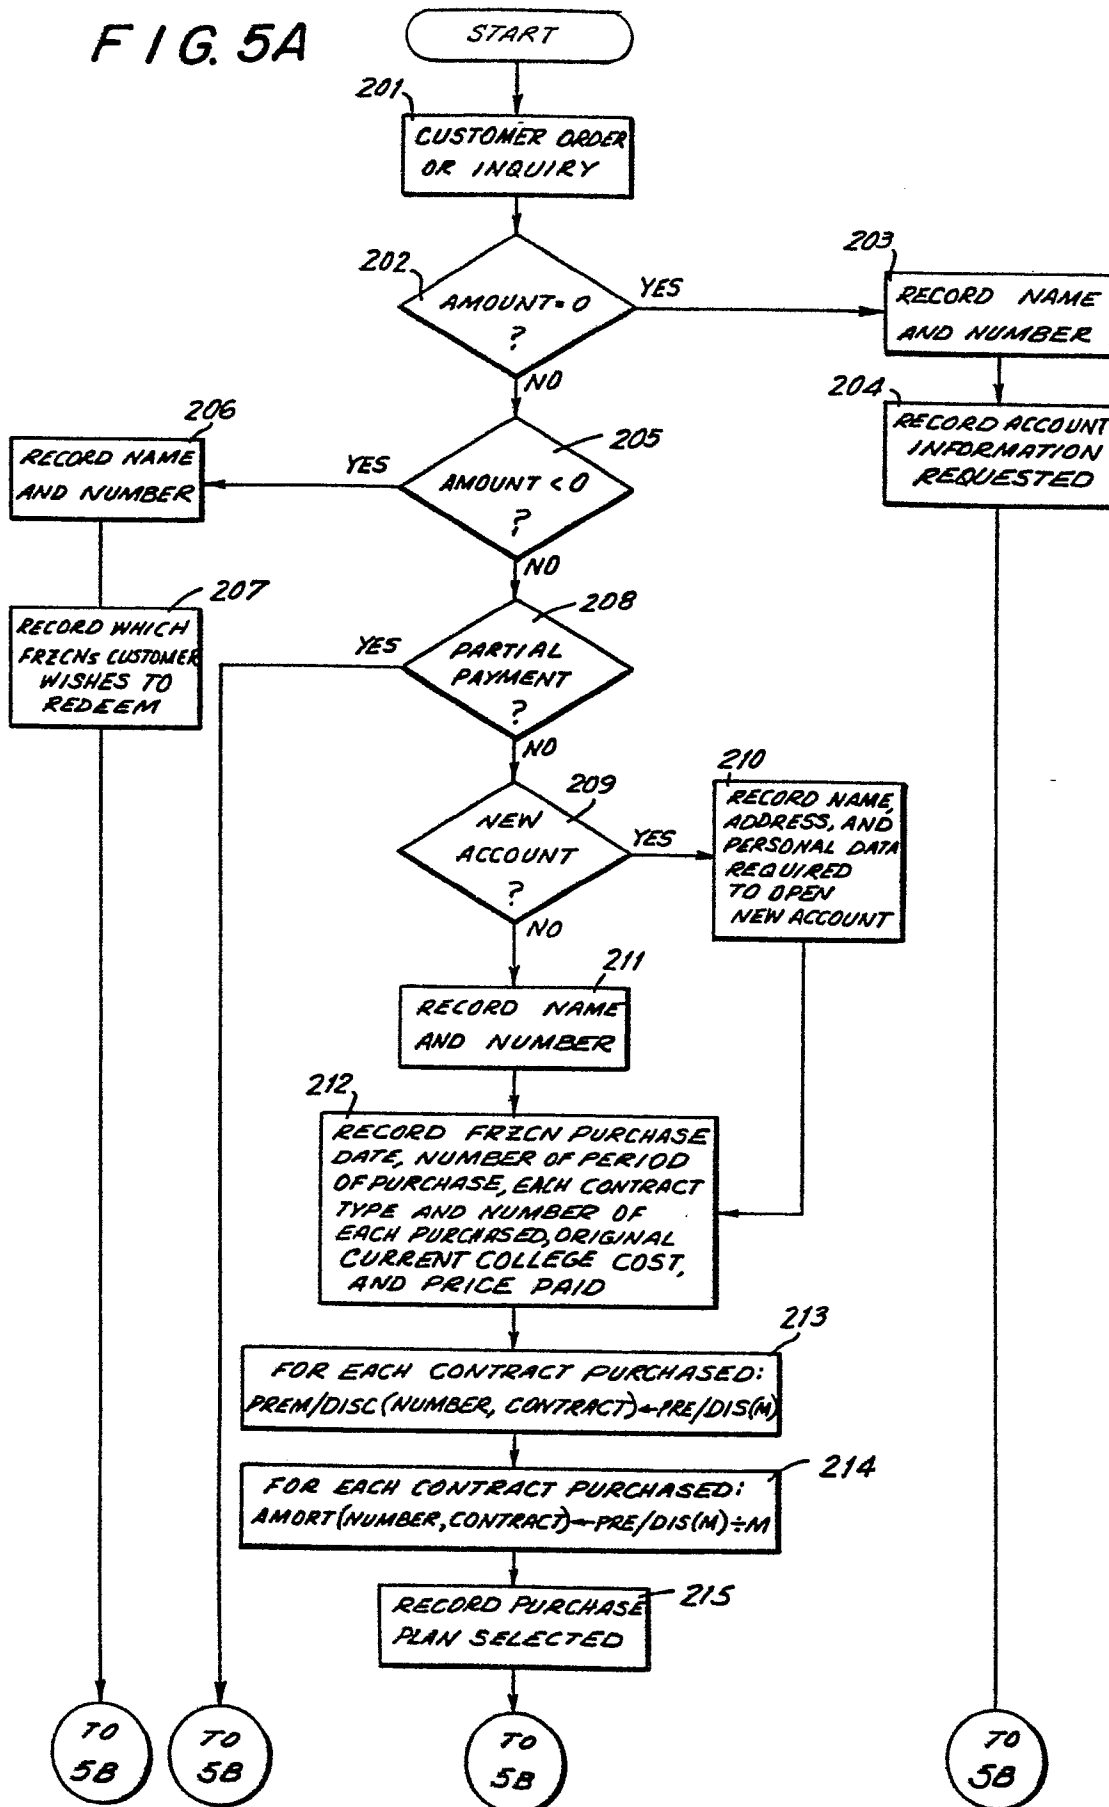 FIG. 5A
START
201
CUSTOMER ORDER
OR INQUIRY
202
AMOUNT = 0
?
YES
NO
203
RECORD NAME
AND NUMBER
204
RECORD ACCOUNT
INFORMATION
REQUESTED
205
AMOUNT < 0
?
YES
NO
206
RECORD NAME
AND NUMBER
207
RECORD WHICH
FRZCNs CUSTOMER
WISHES TO
REDEEM
208
PARTIAL
PAYMENT
?
YES
NO
209
NEW
ACCOUNT
?
YES
NO
210
RECORD NAME,
ADDRESS, AND
PERSONAL DATA
REQUIRED
TO OPEN
NEW ACCOUNT
211
RECORD NAME
AND NUMBER
212
RECORD FRZCN PURCHASE
DATE, NUMBER OF PERIOD
OF PURCHASE, EACH CONTRACT
TYPE AND NUMBER OF
EACH PURCHASED, ORIGINAL
CURRENT COLLEGE COST,
AND PRICE PAID
213
FOR EACH CONTRACT PURCHASED:
PREM/DISC (NUMBER, CONTRACT)←PRE/DIS(M)
214
FOR EACH CONTRACT PURCHASED:
AMORT (NUMBER, CONTRACT)←PRE/DIS(M)÷M
215
RECORD PURCHASE
PLAN SELECTED
TO
5B
TO
5B
TO
5B
TO
5B